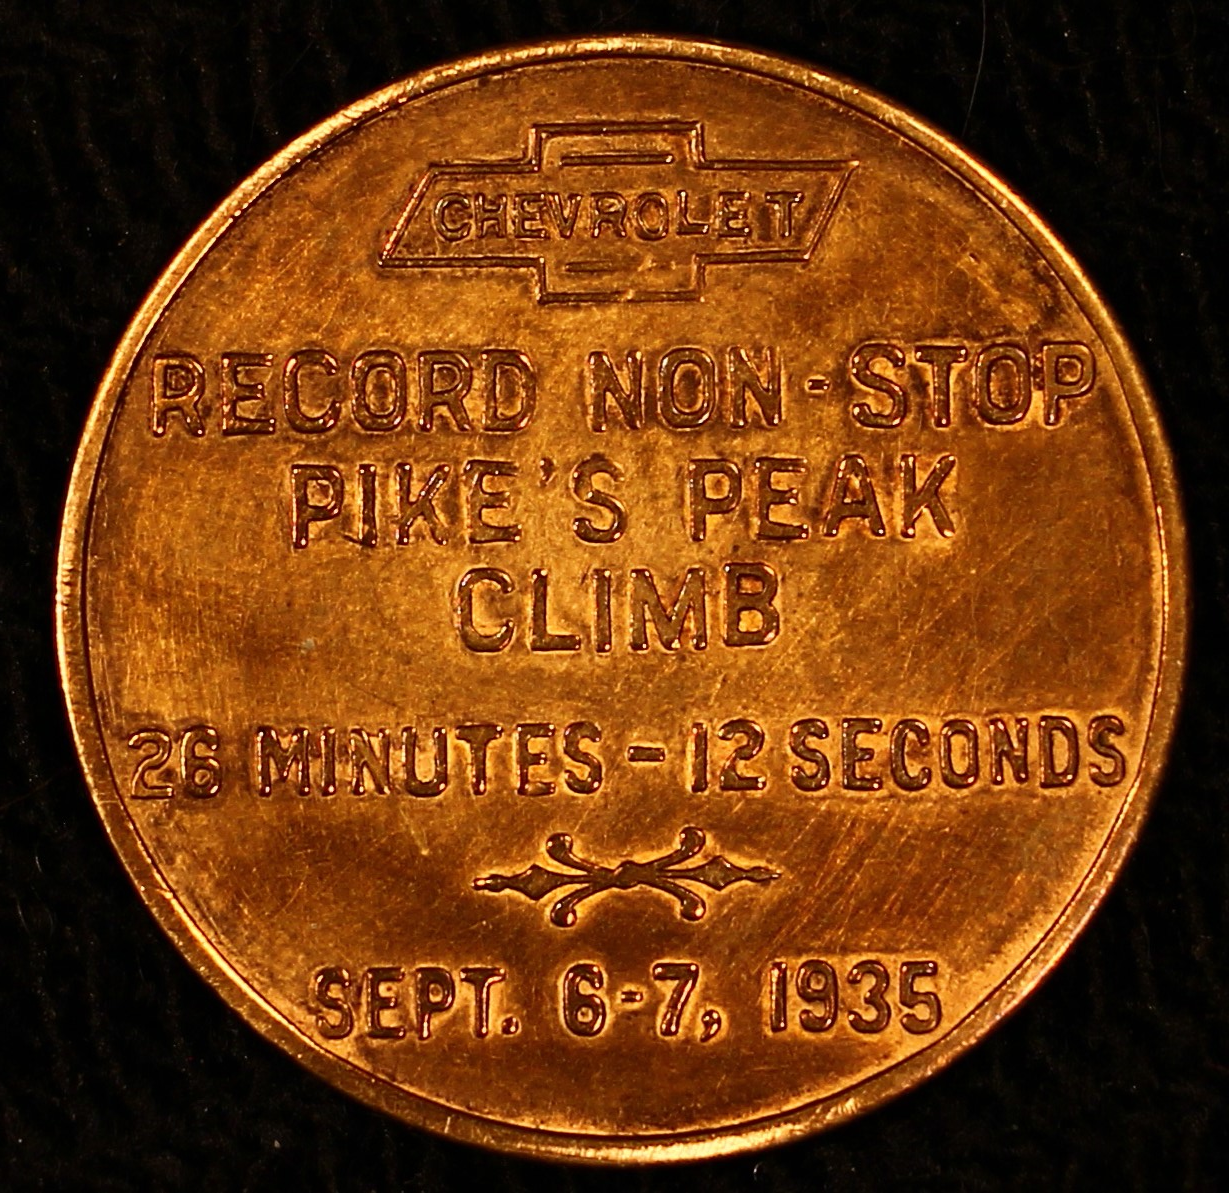 CHEVROLET
RECORD NON-STOP
PIKE'S PEAK
CLIMB
26 MINUTES - 12 SECONDS
SEPT. 6-7, 1935